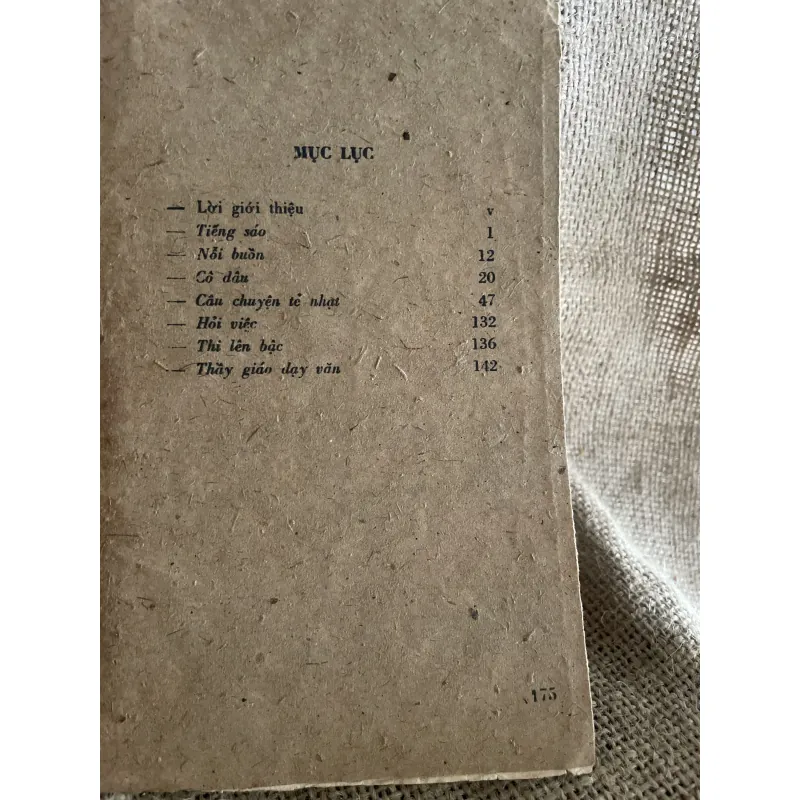 MỤC LỤC
— Lời giới thiệu v
— Tiếng sáo 1
— Nỗi buồn 12
— Cô dâu 20
— Câu chuyện tẻ nhạt 47
— Hỏi việc 132
— Thi lên bậc 136
— Thầy giáo dạy văn 142
175